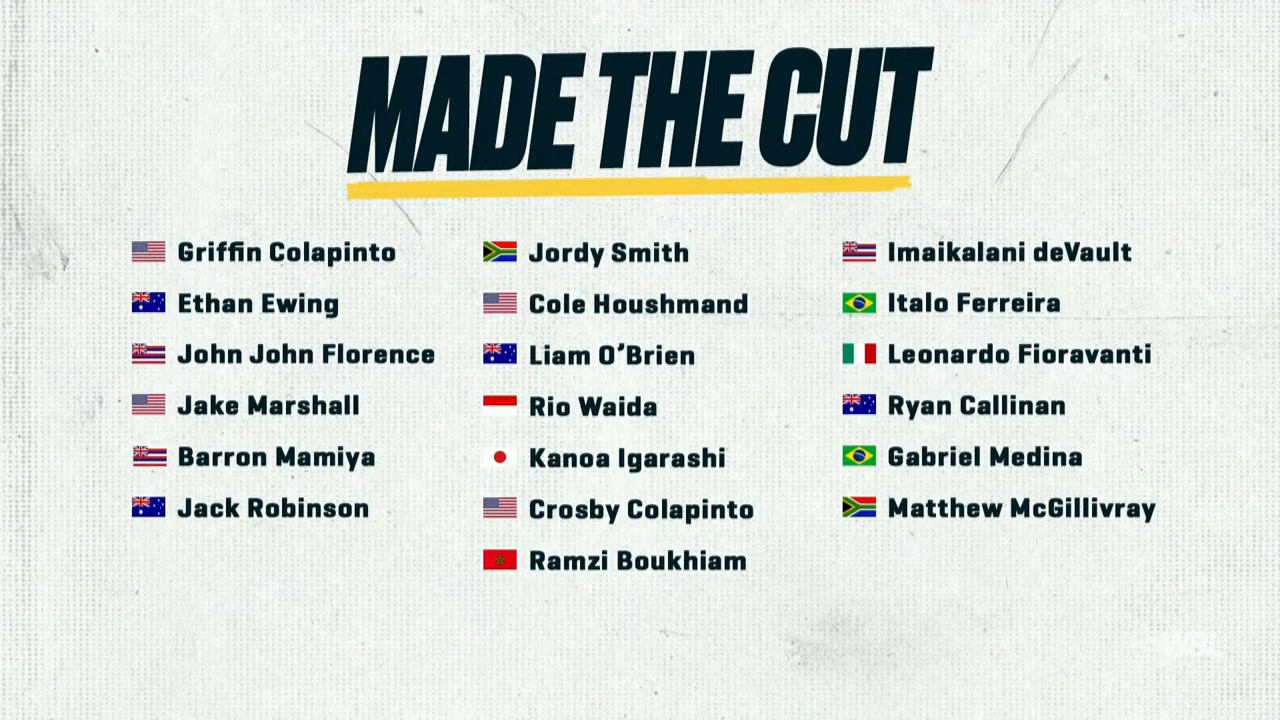 MADE THE CUT
Griffin Colapinto
Ethan Ewing
John John Florence
Jake Marshall
Barron Mamiya
Jack Robinson
Jordy Smith
Cole Houshmand
Liam O'Brien
Rio Waida
Kanoa Igarashi
Crosby Colapinto
Ramzi Boukhiam
Imaikalani deVault
Italo Ferreira
Leonardo Fioravanti
Ryan Callinan
Gabriel Medina
Matthew McGillivray